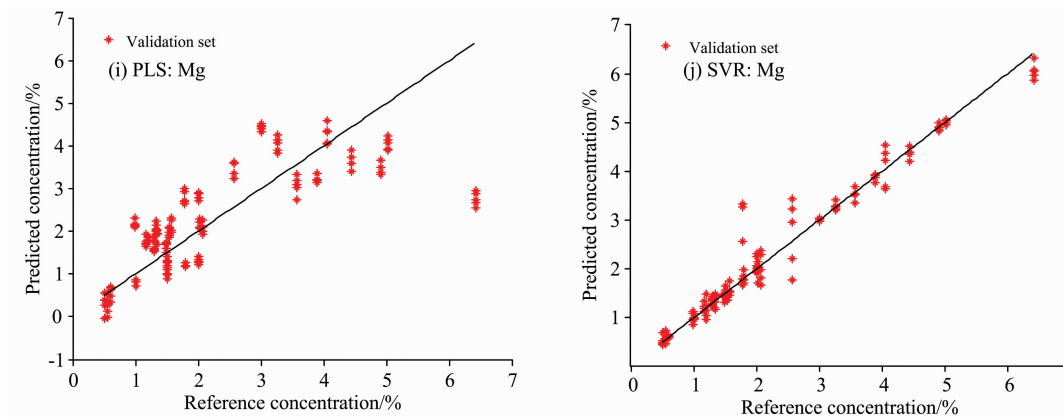 7
6
5
4
3
2
1
0
-1
Predicted concentration/%
Validation set
(i) PLS: Mg
0 1 2 3 4 5 6 7
Reference concentration/%
7
6
5
4
3
2
1
Predicted concentration/%
Validation set
(j) SVR: Mg
0 1 2 3 4 5 6
Reference concentration/%